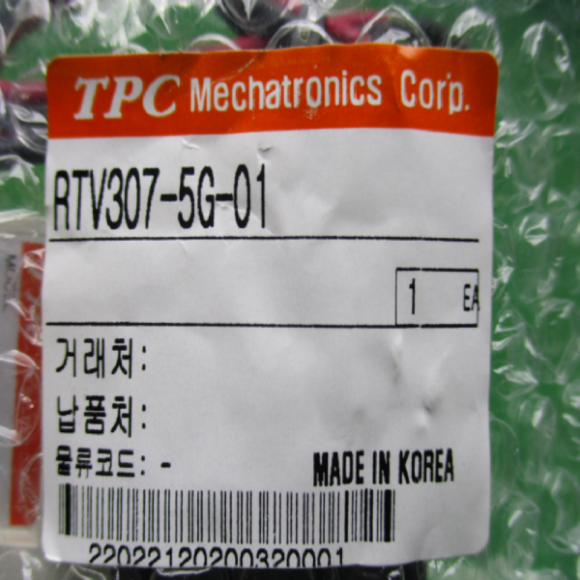 TPC Mechatronics Corp.
RTV307-5G-01
1 EA
거래처:
납품처:
물류코드: -
MADE IN KOREA
22022120200320001